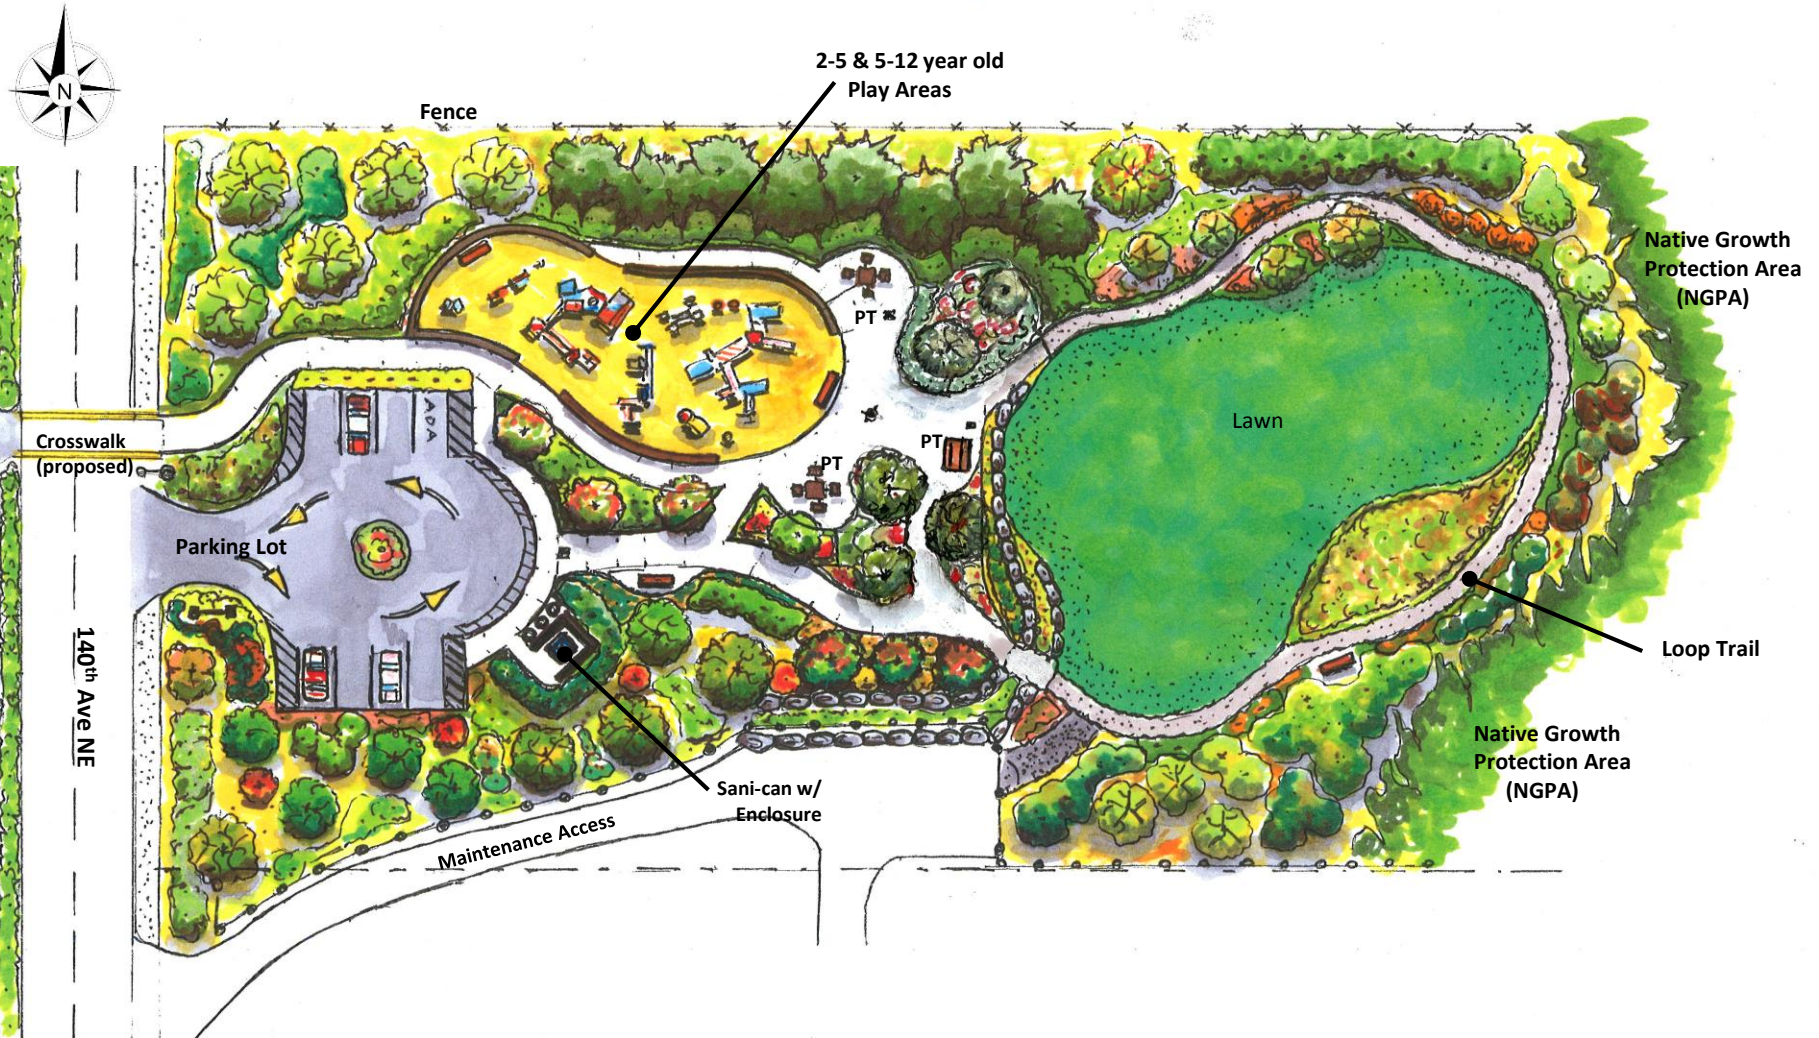 N
2-5 & 5-12 year old
Play Areas
Fence
Native Growth
Protection Area
(NGPA)
PT
ADA
Lawn
Crosswalk
(proposed)
PT
PT
Parking Lot
140th Ave NE
Loop Trail
Native Growth
Protection Area
(NGPA)
Sani-can w/
Enclosure
Maintenance Access